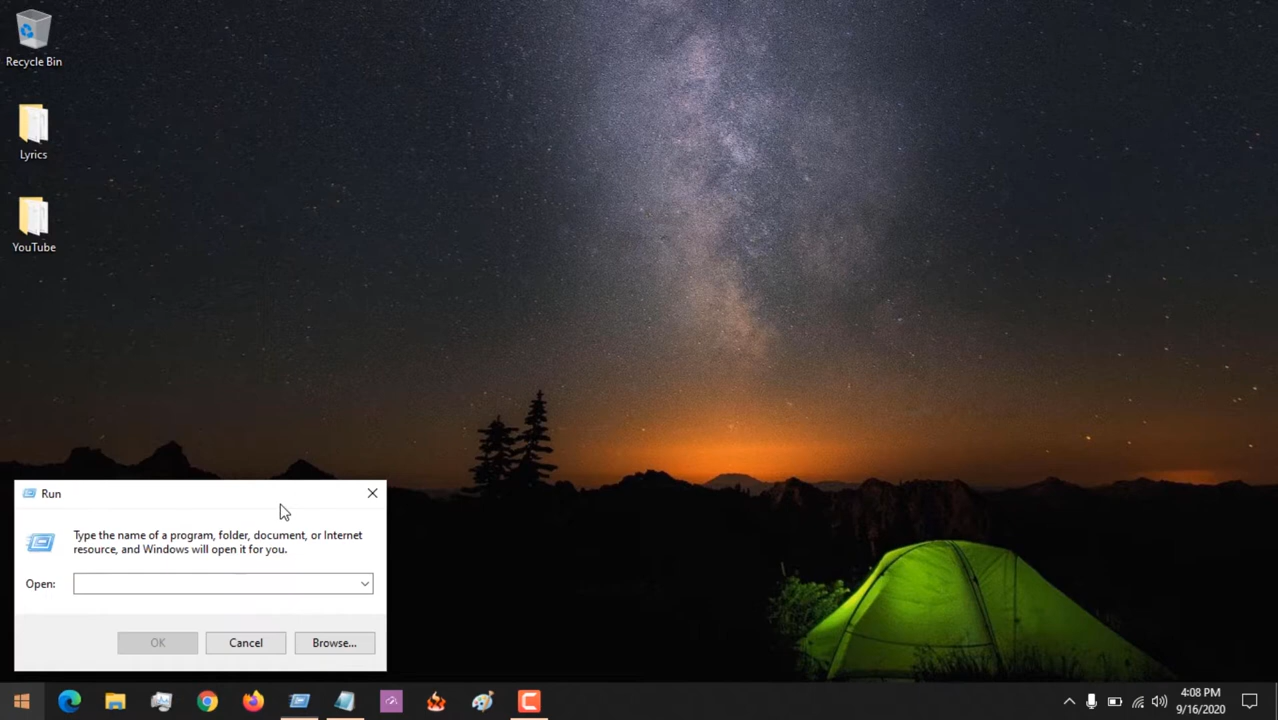 Recycle Bin
Lyrics
YouTube
Run
Type the name of a program, folder, document, or Internet
resource, and Windows will open it for you.
Open:
OK
Cancel
Browse...
4:08 PM
9/16/2020